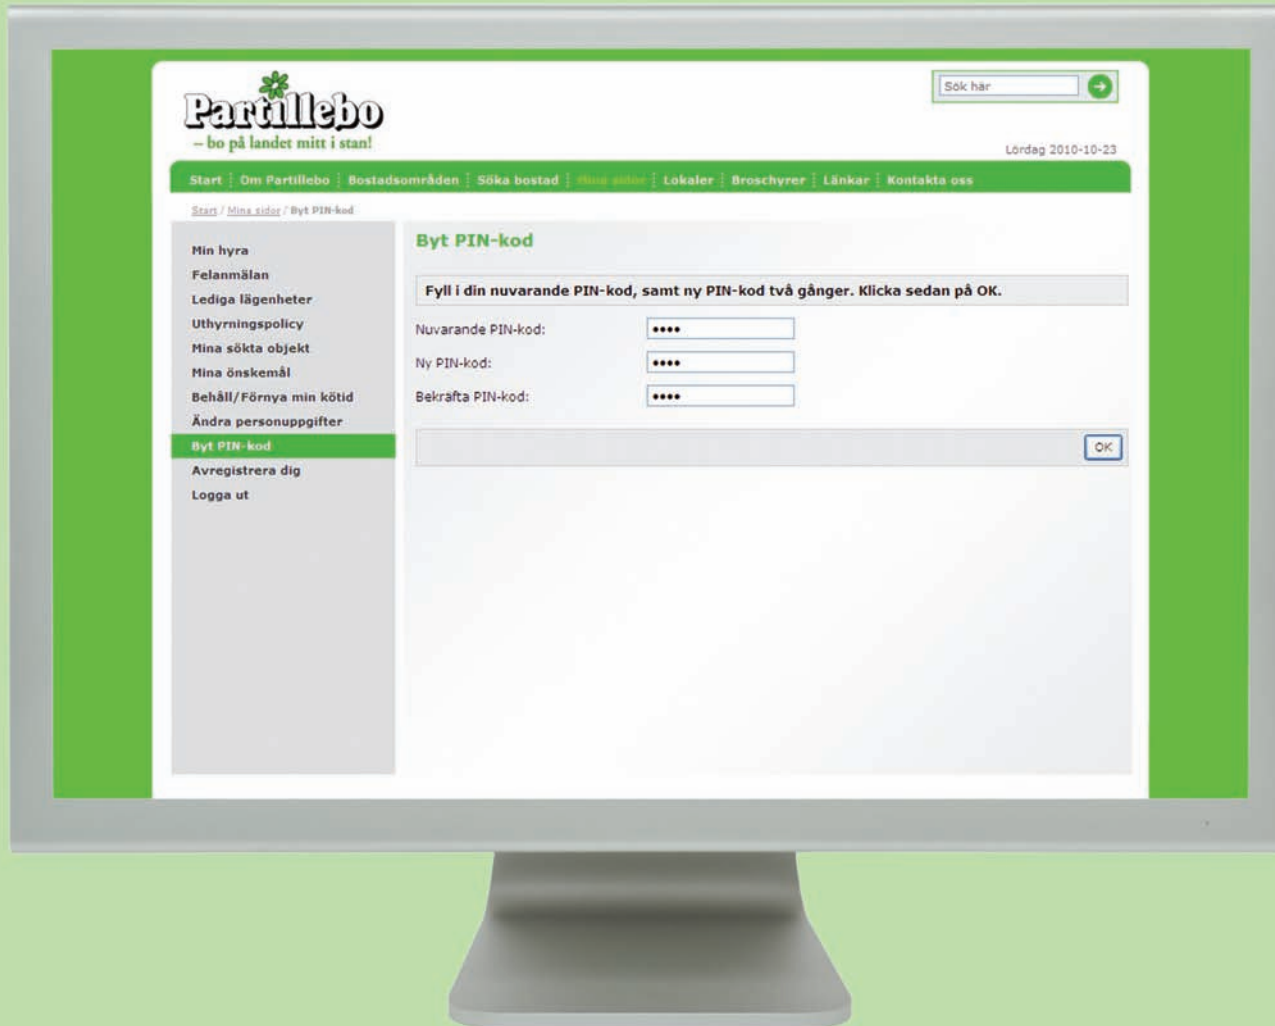 Partillebo
– bo på landet mitt i stan!
Sök här
Lördag 2010-10-23
Start Om Partillebo Bostadsområden Söka bostad Mina sidor Lokaler Broschyrer Länkar Kontakta oss
Start / Mina sidor / Byt PIN-kod
Min hyra
Felanmälan
Lediga lägenheter
Uthyrningspolicy
Mina sökta objekt
Mina önskemål
Behåll/Förnya min kötid
Ändra personuppgifter
Byt PIN-kod
Avregistrera dig
Logga ut
Byt PIN-kod
Fyll i din nuvarande PIN-kod, samt ny PIN-kod två gånger. Klicka sedan på OK.
Nuvarande PIN-kod: ••••
Ny PIN-kod: ••••
Bekräfta PIN-kod: ••••
OK